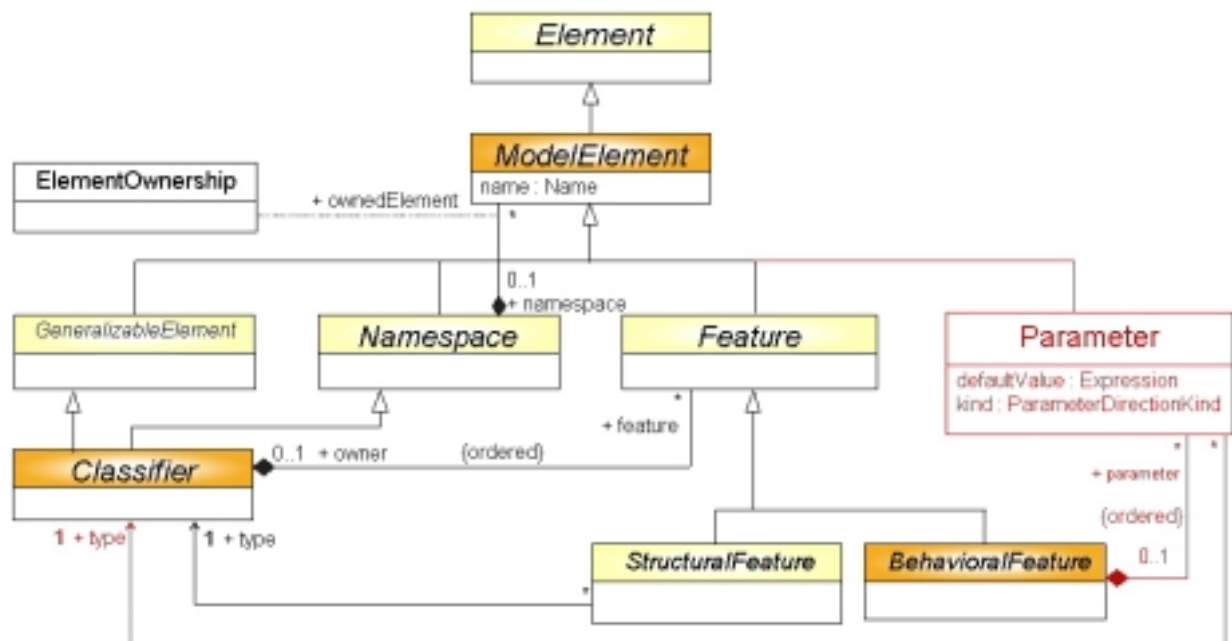 Element
ModelElement
name : Name
ElementOwnership
+ ownedElement
*
0..1
+ namespace
GeneralizableElement
Namespace
Feature
Parameter
defaultValue : Expression
kind : ParameterDirectionKind
*
+ feature
* *
+ parameter
{ordered}
0..1
Classifier
0..1 + owner {ordered}
1 + type
1 + type
StructuralFeature
*
BehavioralFeature